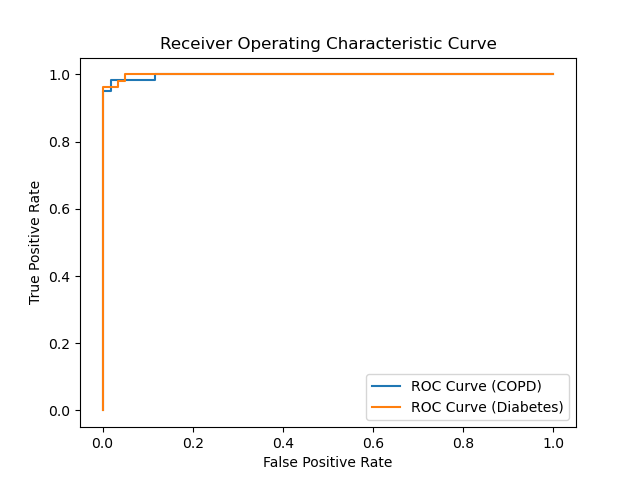 Receiver Operating Characteristic Curve
1.0
0.8
0.6
0.4
0.2
0.0
True Positive Rate
0.0 0.2 0.4 0.6 0.8 1.0
False Positive Rate
ROC Curve (COPD)
ROC Curve (Diabetes)